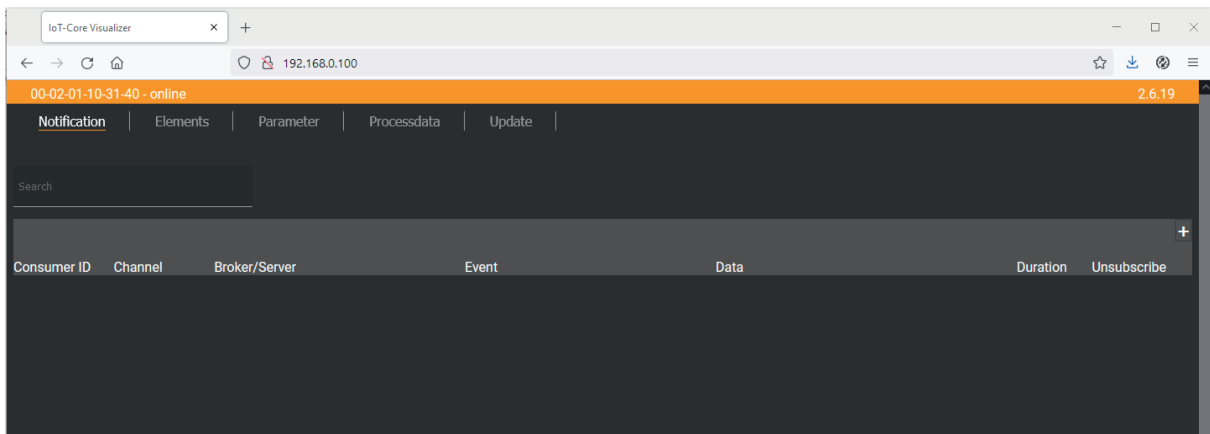 IoT-Core Visualizer
192.168.0.100
00-02-01-10-31-40 - online 2.6.19
Notification Elements Parameter Processdata Update
Search
+
Consumer ID Channel Broker/Server Event Data Duration Unsubscribe